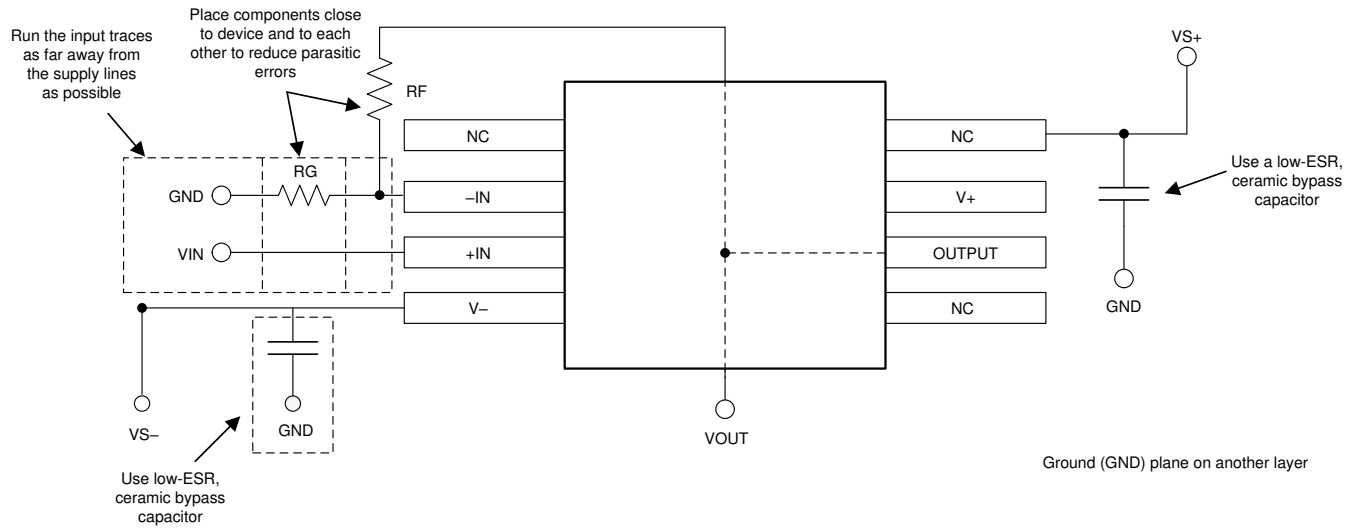 Run the input traces
as far away from
the supply lines
as possible
Place components close
to device and to each
other to reduce parasitic
errors
RF
VS+
NC
NC
RG
GND
–IN
V+
Use a low-ESR,
ceramic bypass
capacitor
VIN
+IN
OUTPUT
GND
V–
NC
VS–
GND
VOUT
Use low-ESR,
ceramic bypass
capacitor
Ground (GND) plane on another layer